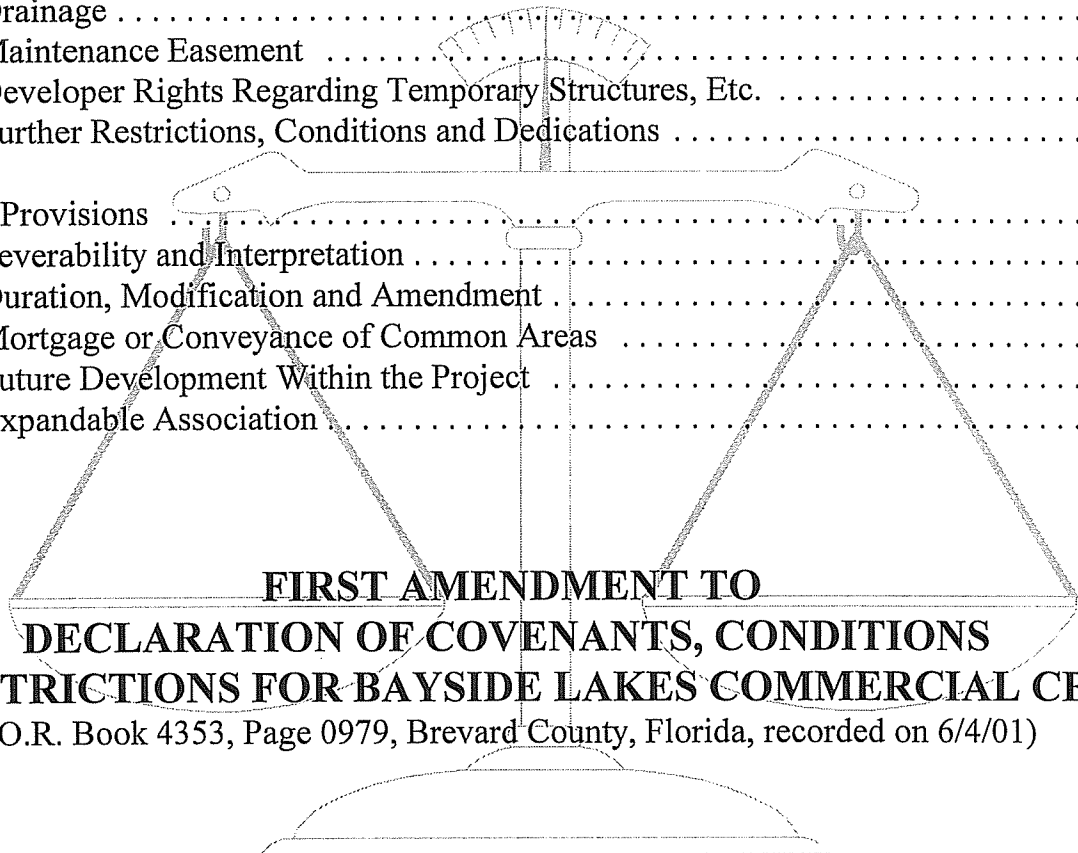 rainage . . . . . . . . . . . . . . . . . . . . . . . . . . . . . . . . . . . . . . . . . . . . . . . . .
aintenance Easement . . . . . . . . . . . . . . . . . . . . . . . . . . . . . . . . . . . . .
eveloper Rights Regarding Temporary Structures, Etc. . . . . . . . . . . . . . . . .
urther Restrictions, Conditions and Dedications . . . . . . . . . . . . . . . . . . . .
Provisions . . . . . . . . . . . . . . . . . . . . . . . . . . . . . . . . . . . . . . . . . . . . . .
everability and Interpretation . . . . . . . . . . . . . . . . . . . . . . . . . . . . . . . . .
uration, Modification and Amendment . . . . . . . . . . . . . . . . . . . . . . . . . .
ortgage or Conveyance of Common Areas . . . . . . . . . . . . . . . . . . . . . . .
uture Development Within the Project . . . . . . . . . . . . . . . . . . . . . . . . . .
xpandable Association . . . . . . . . . . . . . . . . . . . . . . . . . . . . . . . . . . . . .
FIRST AMENDMENT TO
DECLARATION OF COVENANTS, CONDITIONS
TRICTIONS FOR BAYSIDE LAKES COMMERCIAL CE
O.R. Book 4353, Page 0979, Brevard County, Florida, recorded on 6/4/01)